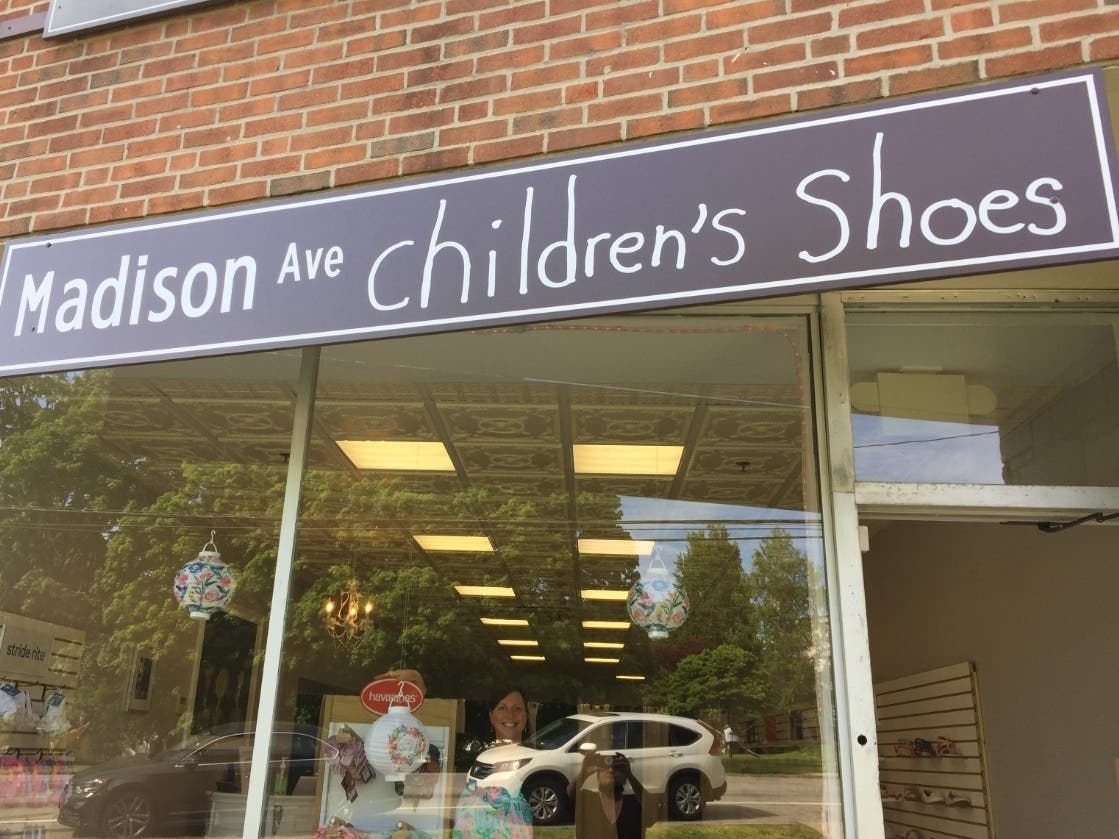 Madison Ave Children's Shoes
stride rite
havaianas